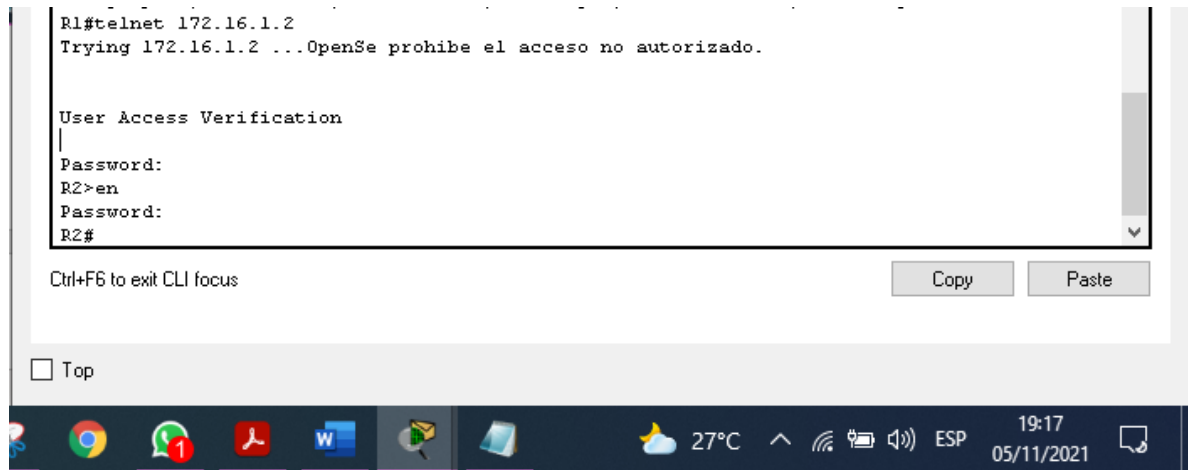 R1#telnet 172.16.1.2
Trying 172.16.1.2 ...OpenSe prohibe el acceso no autorizado.
User Access Verification
Password:
R2>en
Password:
R2#
Ctrl+F6 to exit CLI focus
Copy
Paste
Top
1
W
27°C
ESP
19:17
05/11/2021